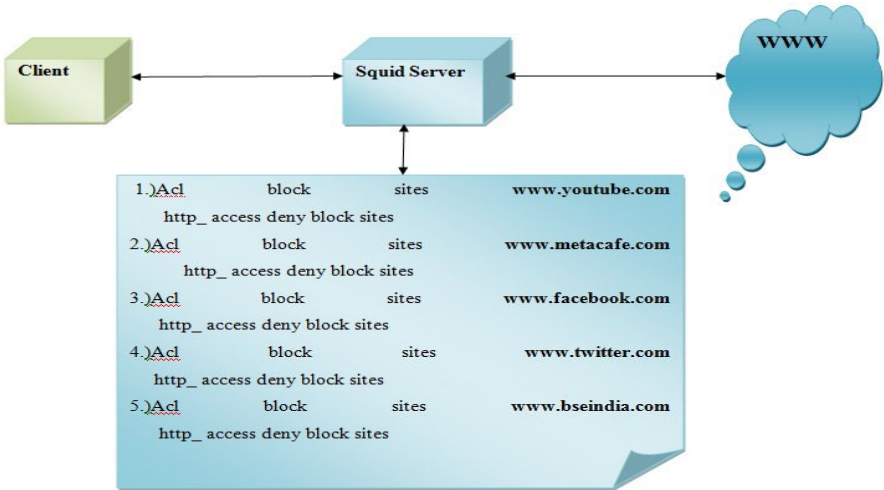 Client
Squid Server
WWW
1.)Acl block sites www.youtube.com
http_ access deny block sites
2.)Acl block sites www.metacafe.com
http_ access deny block sites
3.)Acl block sites www.facebook.com
http_ access deny block sites
4.)Acl block sites www.twitter.com
http_ access deny block sites
5.)Acl block sites www.bseindia.com
http_ access deny block sites